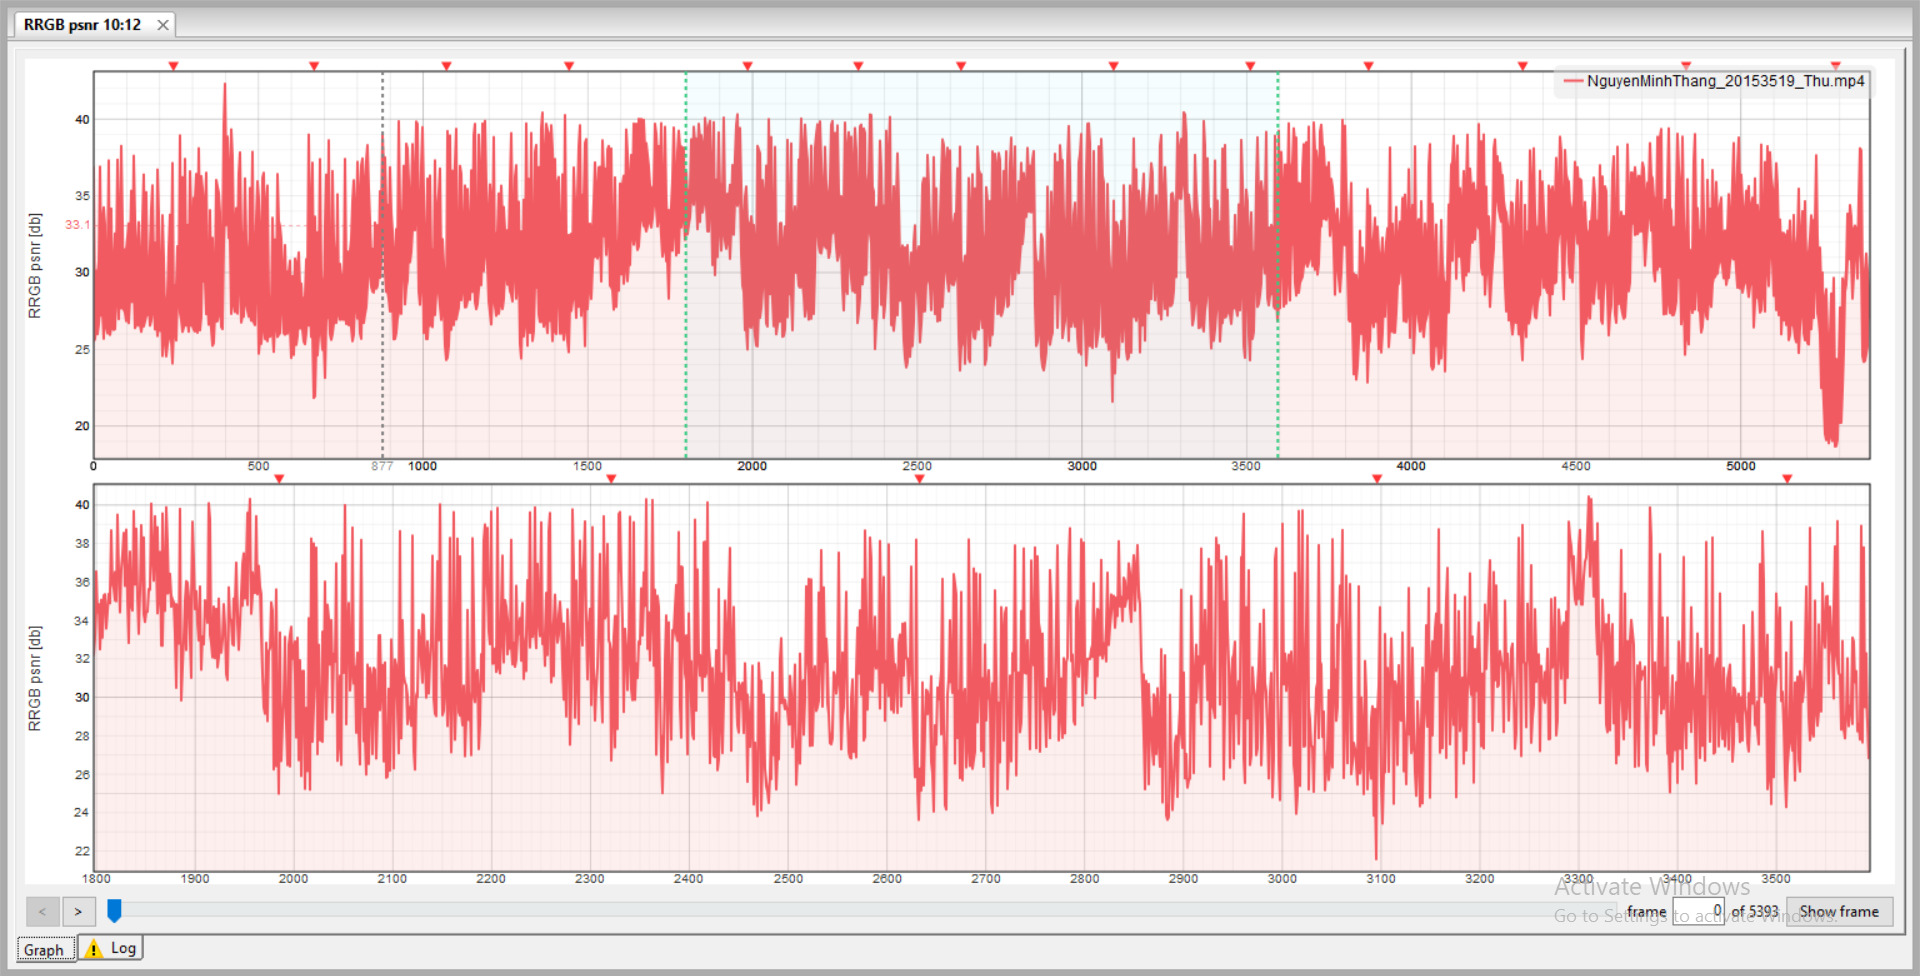 RRGB psnr 10:12
NguyenMinhThang_20153519_Thu.mp4
RRGB psnr [db]
40
35
33.1
30
25
20
0 500 877 1000 1500 2000 2500 3000 3500 4000 4500 5000
RRGB psnr [db]
40
38
36
34
32
30
28
26
24
22
1800 1900 2000 2100 2200 2300 2400 2500 2600 2700 2800 2900 3000 3100 3200 3300 3400 3500
Activate Windows
Go to Settings to activate Windows.
< > frame 0 of 5393 Show frame
Graph Log